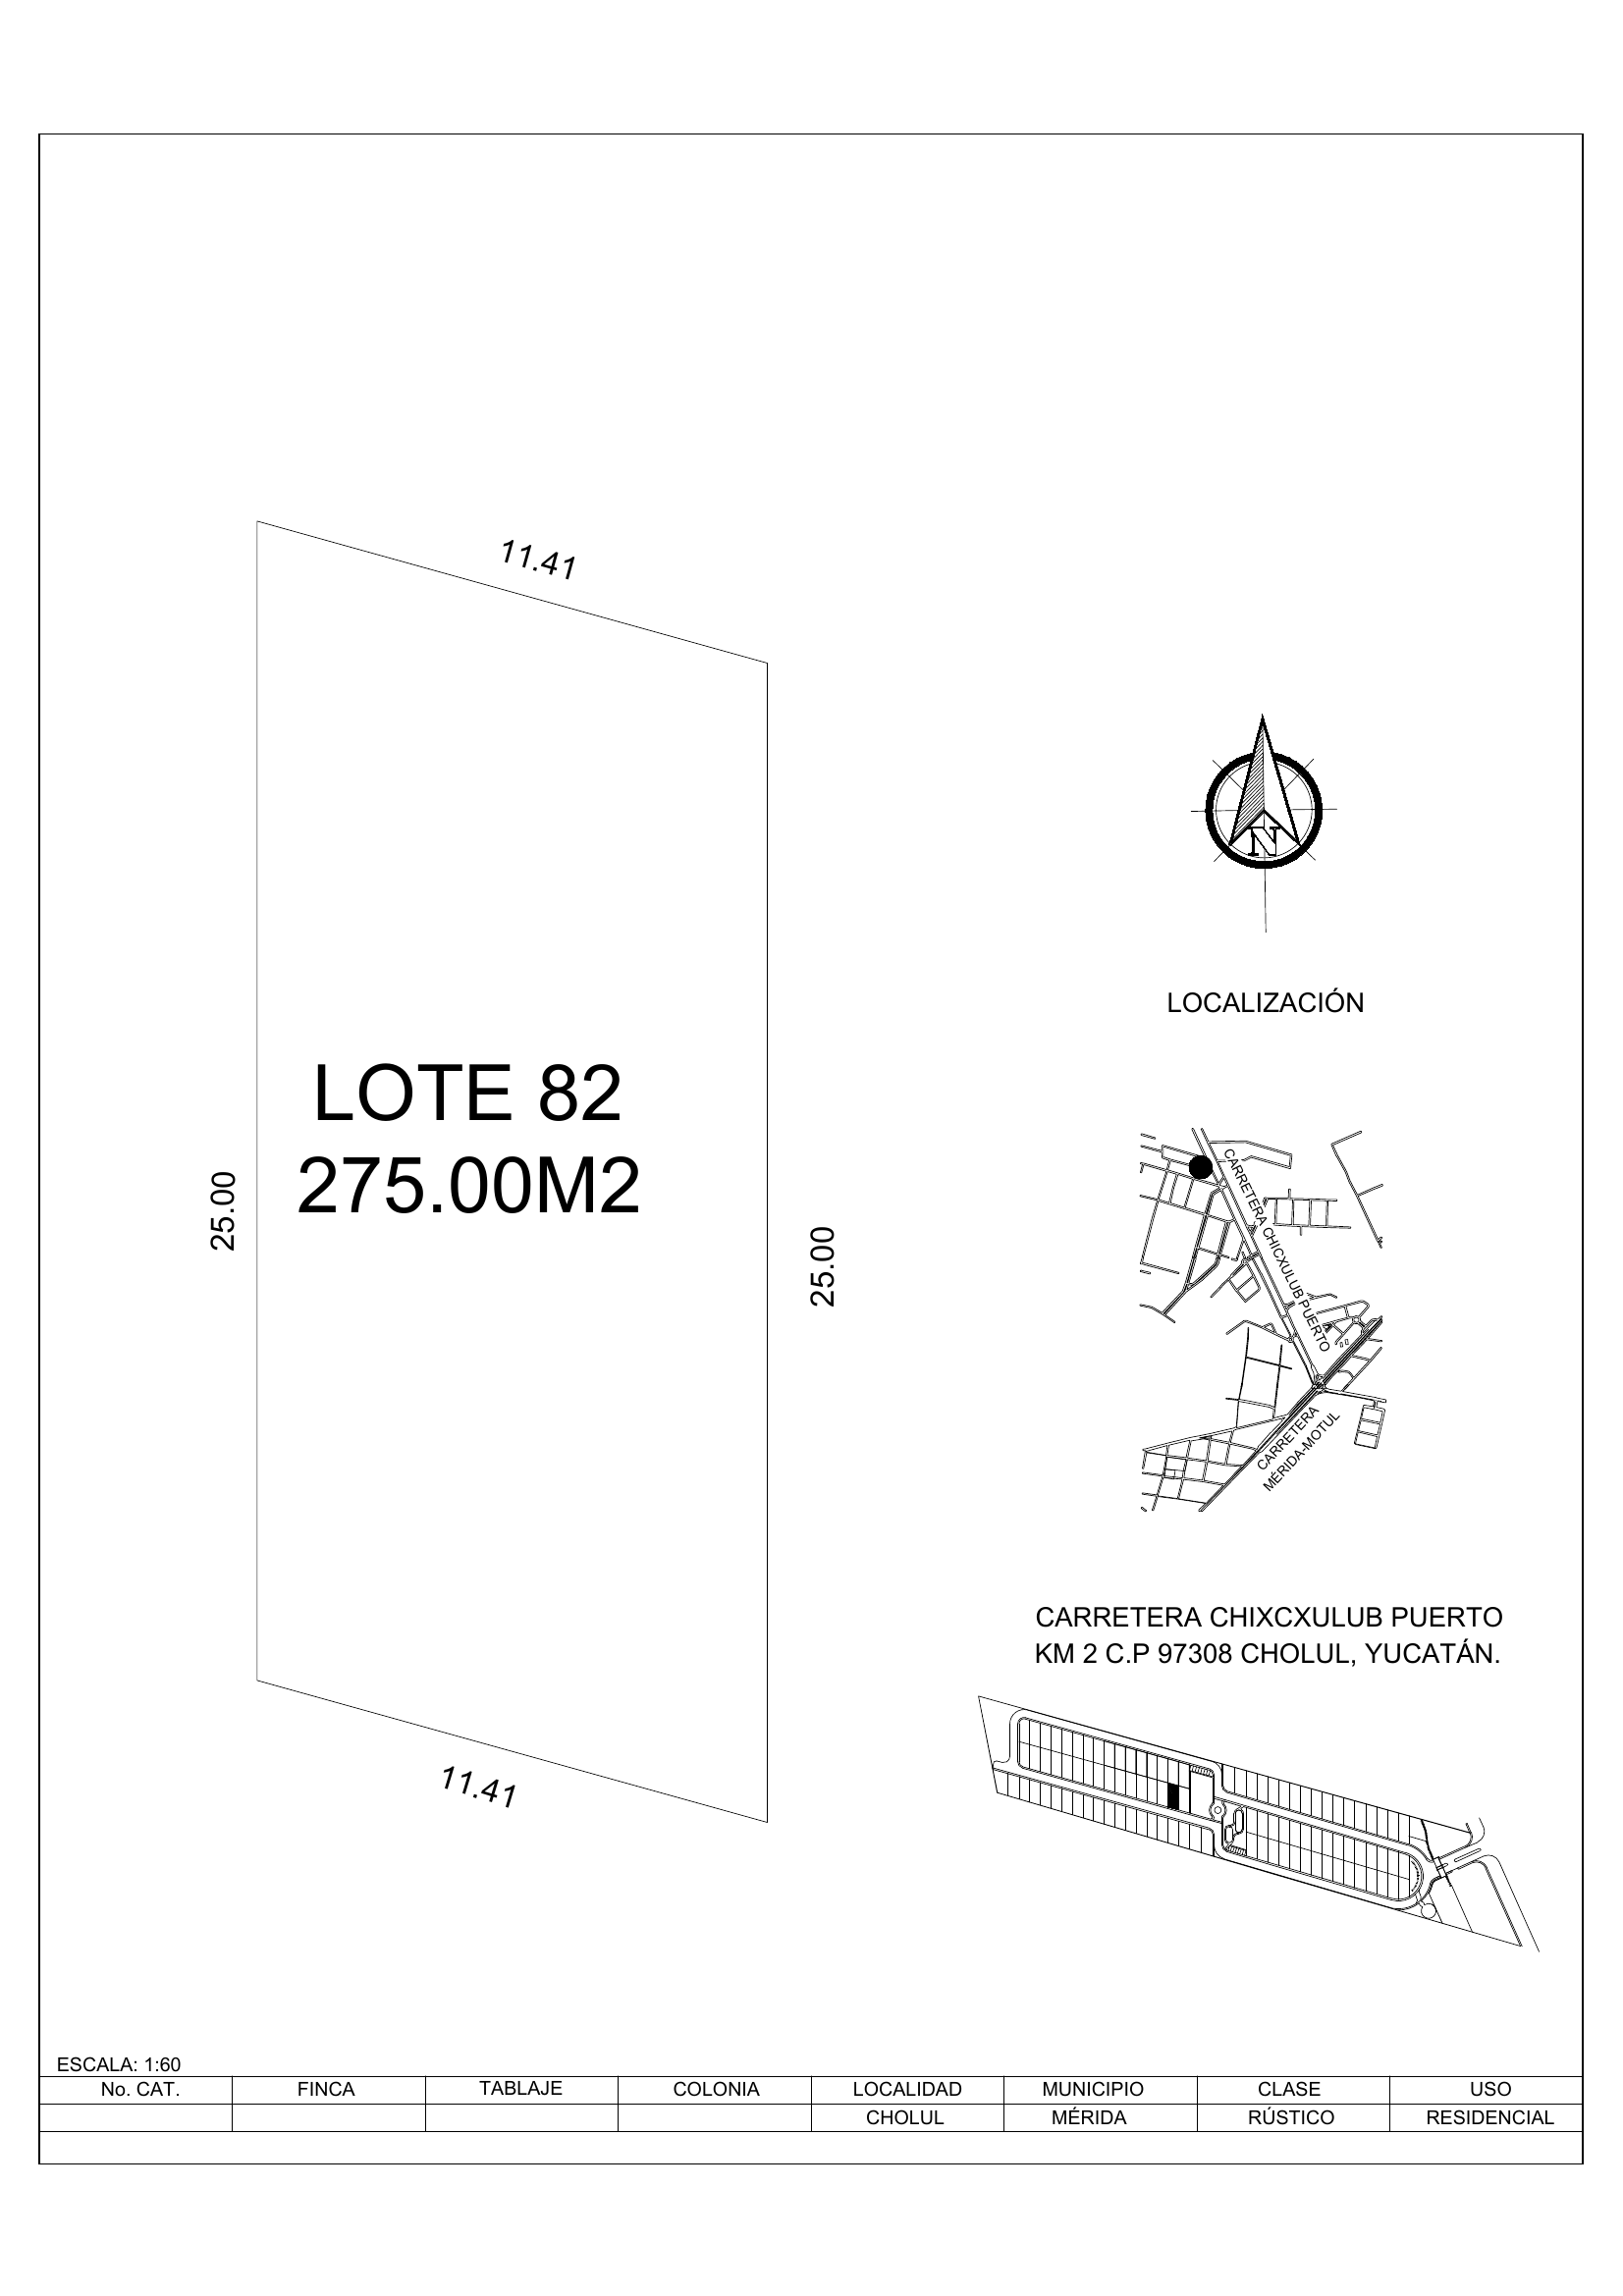 11.41
LOTE 82
275.00M2
25.00
25.00
11.41
N
LOCALIZACIÓN
CARRETERA CHICXULUB PUERTO
CARRETERA
MÉRIDA-MOTUL
CARRETERA CHIXCXULUB PUERTO
KM 2 C.P 97308 CHOLUL, YUCATÁN.
ESCALA: 1:60
No. CAT. FINCA TABLAJE COLONIA LOCALIDAD MUNICIPIO CLASE USO
CHOLUL MÉRIDA RÚSTICO RESIDENCIAL